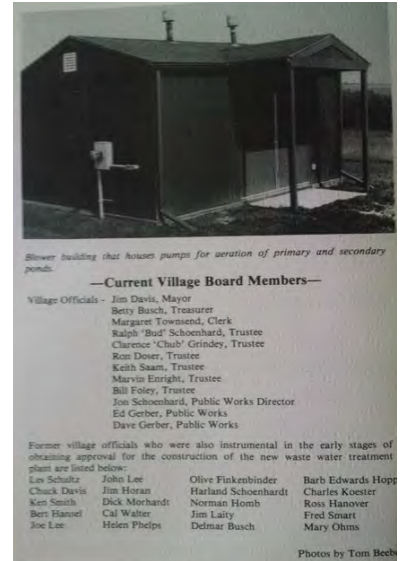 Blower building that houses pumps for aeration of primary and secondary
ponds.
—Current Village Board Members—
Village Officials - Jim Davis, Mayor
Betty Busch, Treasurer
Margaret Townsend, Clerk
Ralph 'Bud' Schoenhard, Trustee
Clarence 'Chub' Grindey, Trustee
Ron Doser, Trustee
Keith Saam, Trustee
Marvin Enright, Trustee
Bill Foley, Trustee
Jon Schoenhard, Public Works Director
Ed Gerber, Public Works
Dave Gerber, Public Works
Former village officials who were also instrumental in the early stages of
obtaining approval for the construction of the new waste water treatment
plant are listed below:
Les Schultz John Lee Olive Finkenbinder Barb Edwards Hopp
Chuck Davis Jim Horan Harland Schoenhardt Charles Koester
Ken Smith Dick Morhardt Norman Homb Ross Hanover
Bert Hansel Cal Walter Jim Laity Fred Smart
Joe Lee Helen Phelps Delmar Busch Mary Ohms
Photos by Tom Beebe